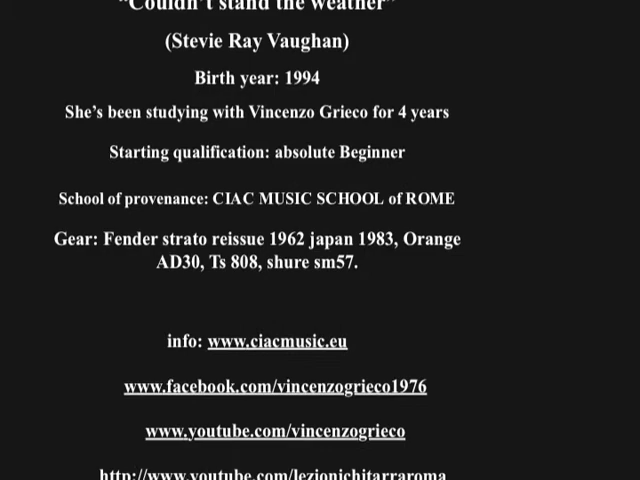 "Couldn't stand the weather"
(Stevie Ray Vaughan)
Birth year: 1994
She's been studying with Vincenzo Grieco for 4 years
Starting qualification: absolute Beginner
School of provenance: CIAC MUSIC SCHOOL of ROME
Gear: Fender strato reissue 1962 japan 1983, Orange
AD30, Ts 808, shure sm57.
info: www.ciacmusic.eu
www.facebook.com/vincenzogrieco1976
www.youtube.com/vincenzogrieco
http://www.youtube.com/lezionichitarraroma